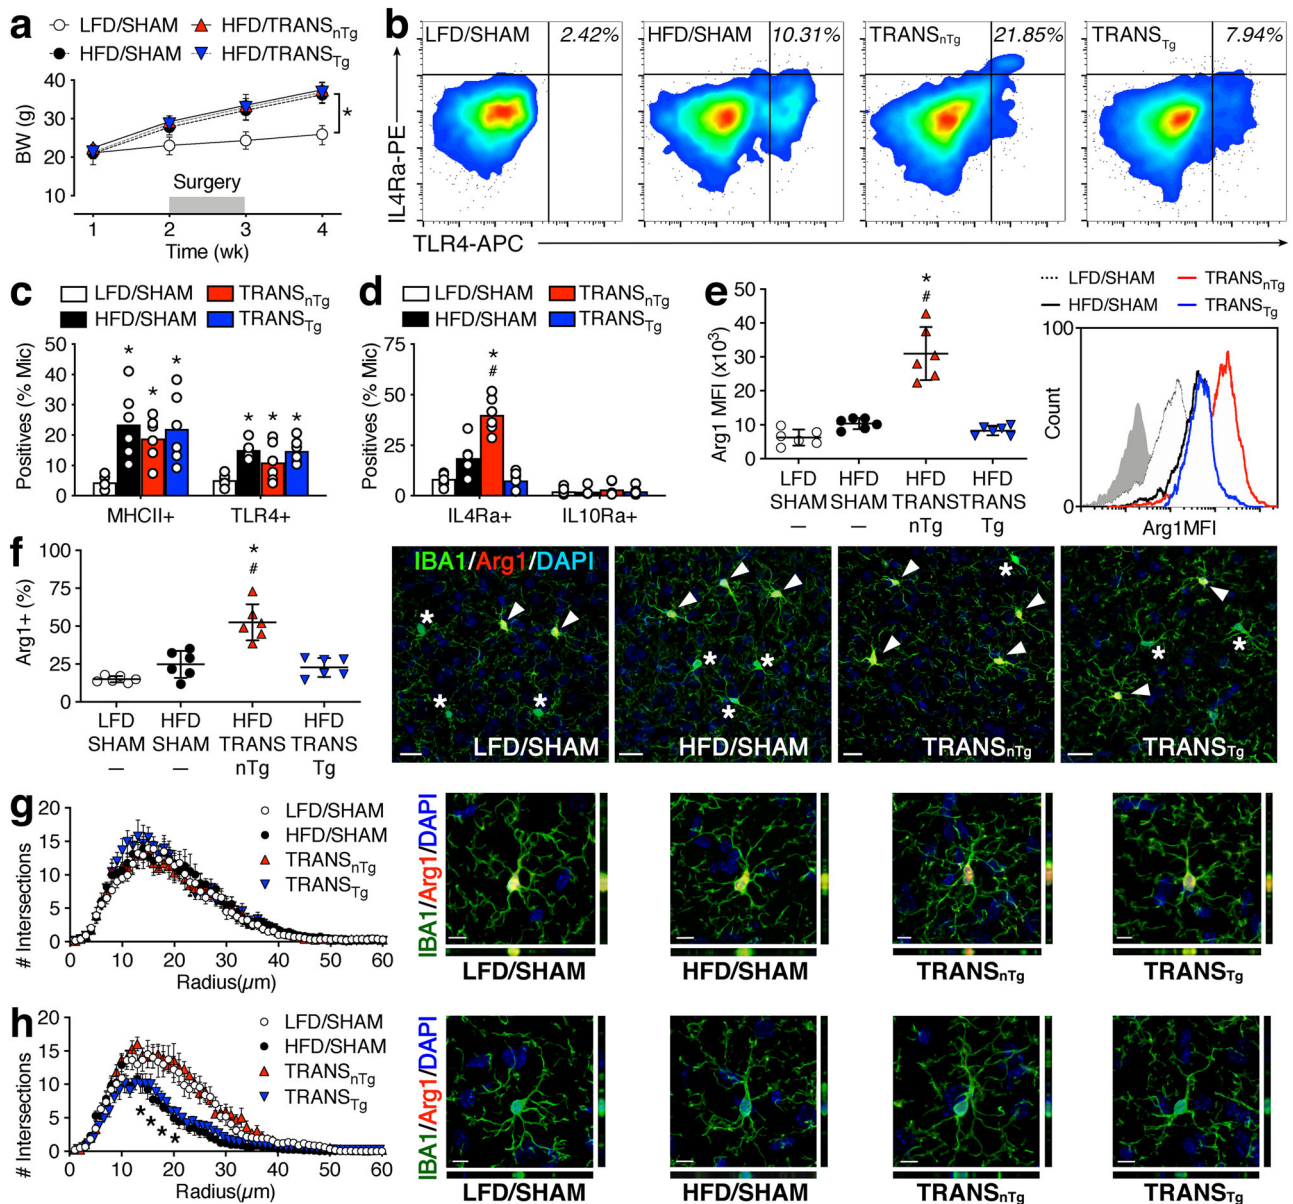 a
LFD/SHAM HFD/TRANSnTg
HFD/SHAM HFD/TRANSTg
BW (g)
40
30
20
10
Surgery
*
1 2 3 4
Time (wk)
b
LFD/SHAM 2.42%
HFD/SHAM 10.31%
TRANSnTg 21.85%
TRANSTg 7.94%
IL4Ra-PE
TLR4-APC
c
LFD/SHAM TRANSnTg
HFD/SHAM TRANSTg
Positives (% Mic)
50
40
30
20
10
0
* * * * * *
MHCII+ TLR4+
d
LFD/SHAM TRANSnTg
HFD/SHAM TRANSTg
Positives (% Mic)
75
50
25
0
*
#
IL4Ra+ IL10Ra+
e
Arg1 MFI (x10³)
50
40
30
20
10
0
*
#
LFD HFD HFD HFD
SHAM SHAM TRANS TRANS
— — nTg Tg
LFD/SHAM TRANSnTg
HFD/SHAM TRANSTg
Count
100
0
Arg1MFI
f
Arg1+ (%)
100
75
50
25
0
*
#
LFD HFD HFD HFD
SHAM SHAM TRANS TRANS
— — nTg Tg
IBA1/Arg1/DAPI
* * *
LFD/SHAM
* * *
HFD/SHAM
*
TRANSnTg
* *
TRANSTg
g
# Intersections
20
15
10
5
0
0 10 20 30 40 50 60
Radius(µm)
LFD/SHAM
HFD/SHAM
TRANSnTg
TRANSTg
IBA1/Arg1/DAPI
LFD/SHAM
HFD/SHAM
TRANSnTg
TRANSTg
h
# Intersections
20
15
10
5
0
* * * *
0 10 20 30 40 50 60
Radius(µm)
LFD/SHAM
HFD/SHAM
TRANSnTg
TRANSTg
IBA1/Arg1/DAPI
LFD/SHAM
HFD/SHAM
TRANSnTg
TRANSTg